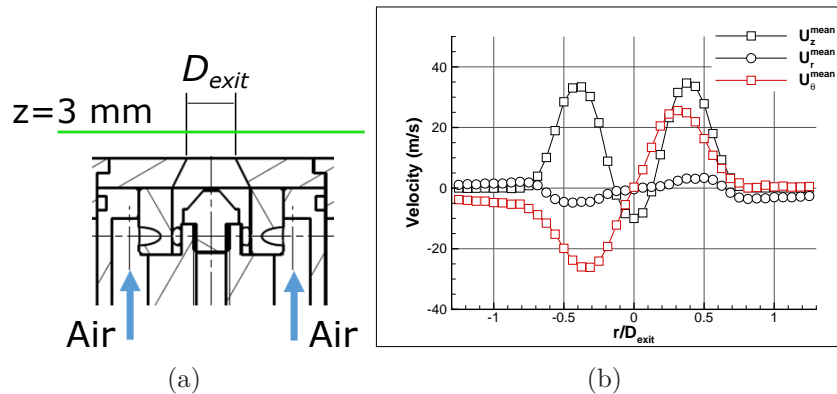 D_exit
z=3 mm
Air
Air
(a)
U_z^mean
U_r^mean
U_θ^mean
Velocity (m/s)
40
20
0
-20
-40
-1
-0.5
0
0.5
1
r/D_exit
(b)